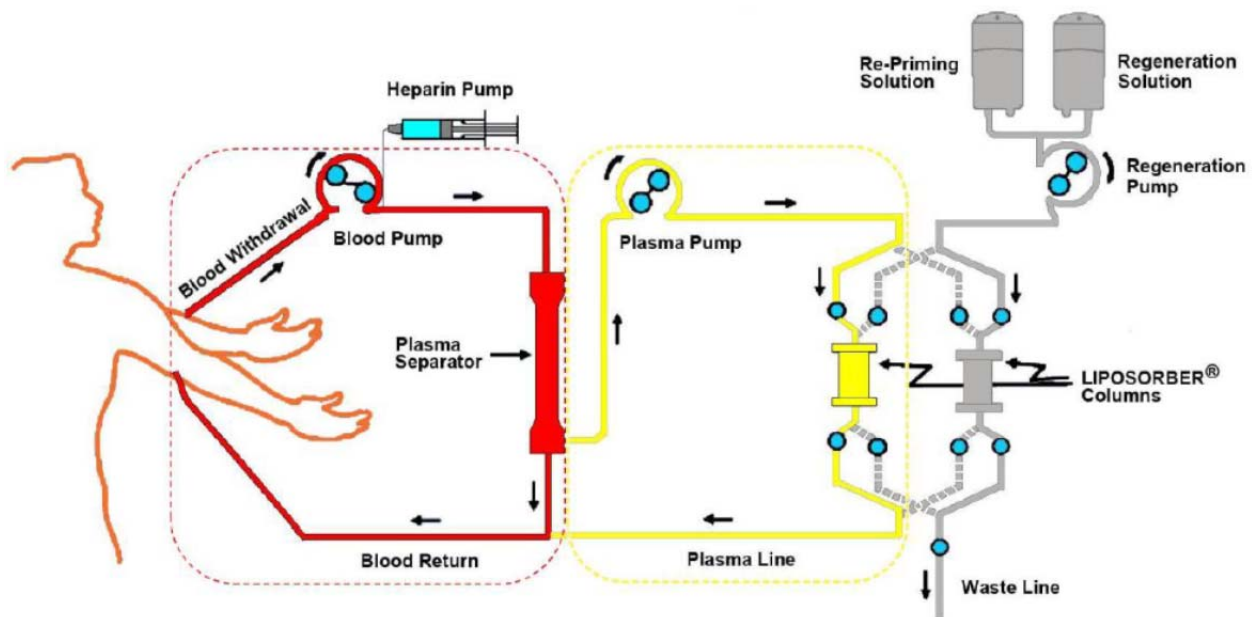 Re-Priming
Solution
Regeneration
Solution
Heparin Pump
Regeneration
Pump
Blood Withdrawal
Blood Pump
Plasma Pump
Plasma
Separator
LIPOSORBER®
Columns
Blood Return
Plasma Line
Waste Line